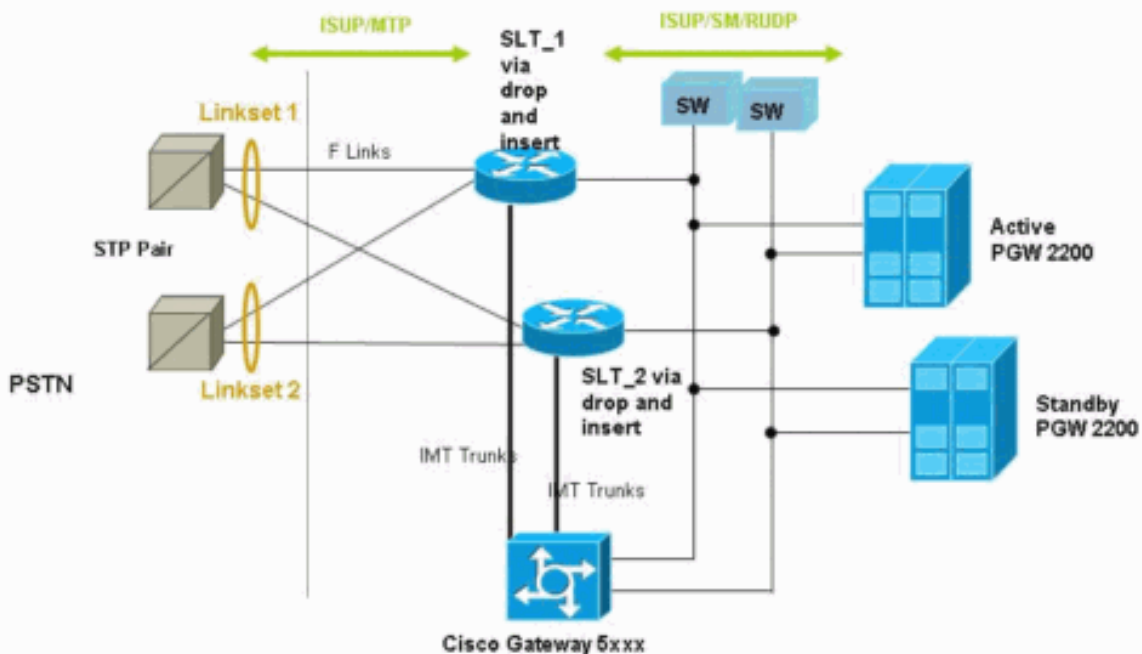 ISUP/MTP
ISUP/SM/RUDP
SLT_1
via
drop
and
insert
SW
SW
Linkset 1
F Links
STP Pair
Active
PGW 2200
PSTN
Linkset 2
SLT_2 via
drop and
insert
Standby
PGW 2200
IMT Trunks
IMT Trunks
Cisco Gateway 5xxx